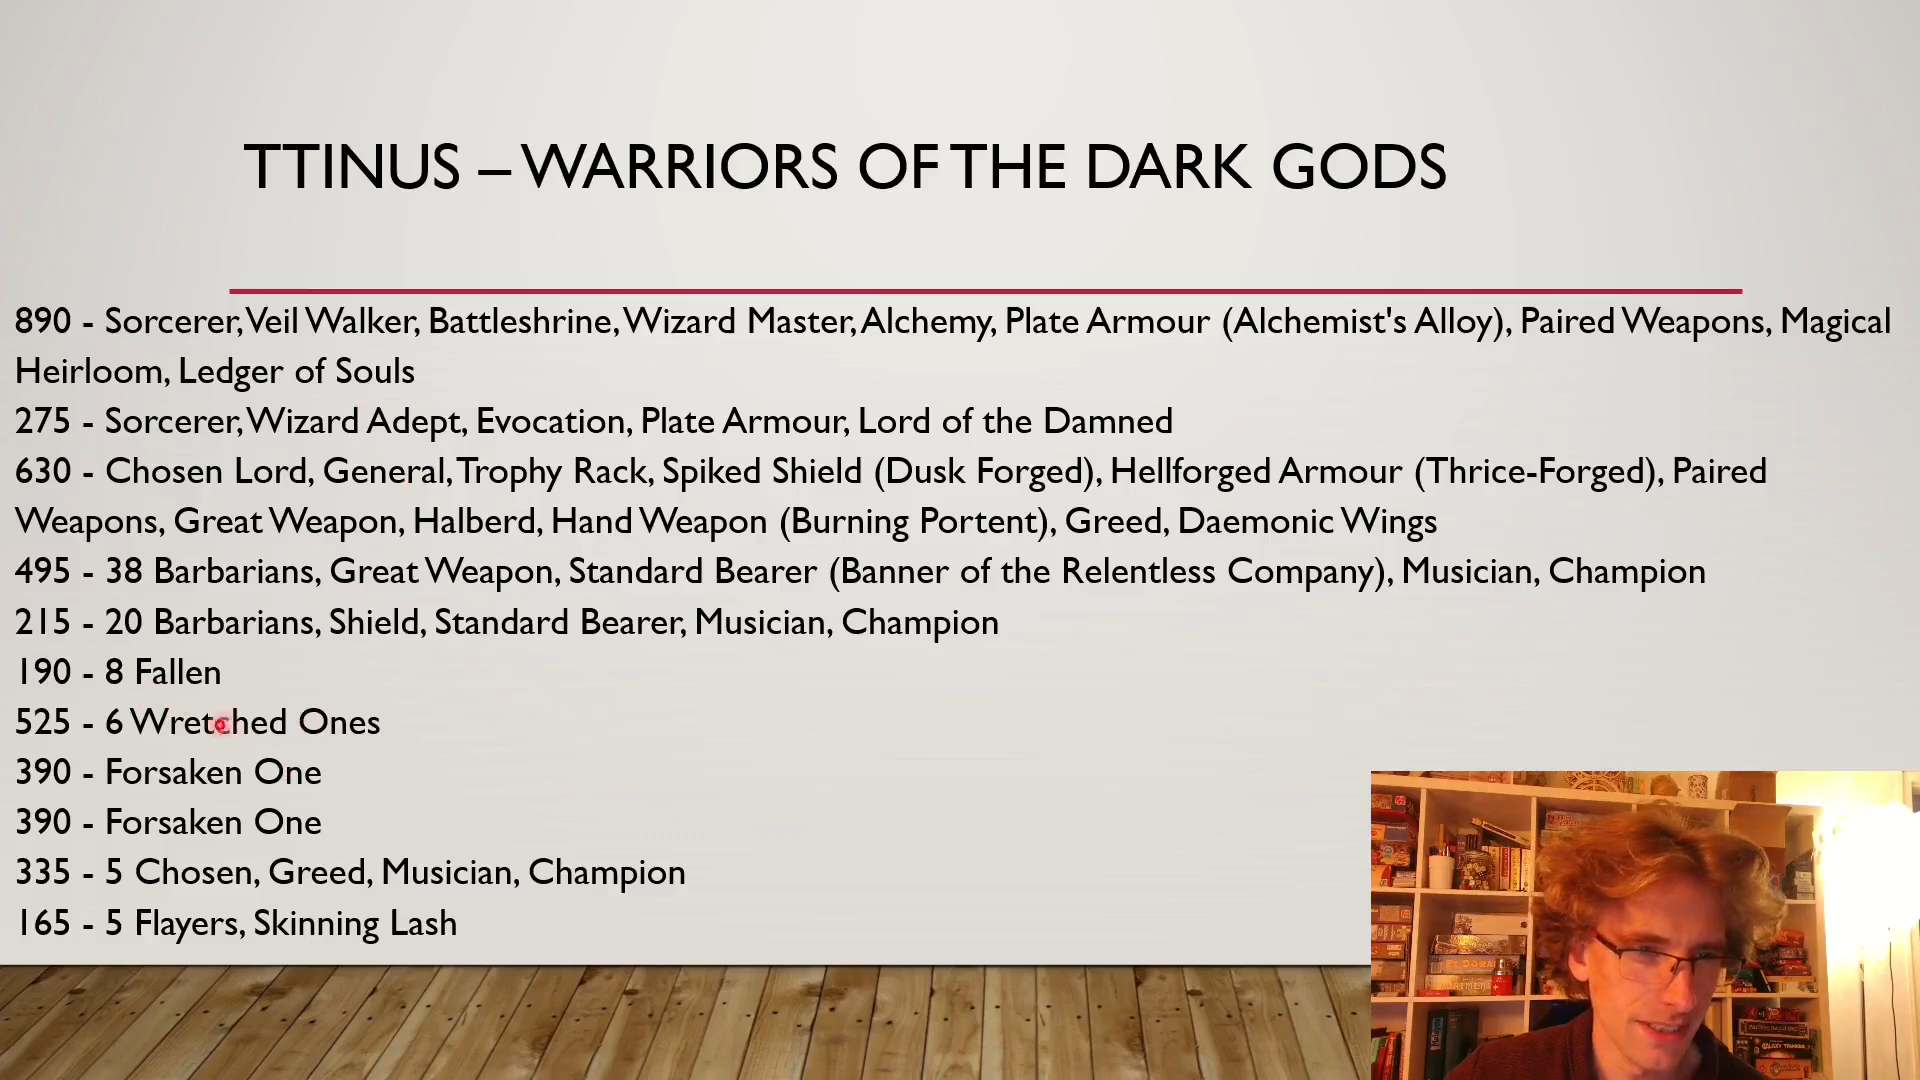 TTINUS – WARRIORS OF THE DARK GODS
890 - Sorcerer, Veil Walker, Battleshrine, Wizard Master, Alchemy, Plate Armour (Alchemist's Alloy), Paired Weapons, Magical
Heirloom, Ledger of Souls
275 - Sorcerer, Wizard Adept, Evocation, Plate Armour, Lord of the Damned
630 - Chosen Lord, General, Trophy Rack, Spiked Shield (Dusk Forged), Hellforged Armour (Thrice-Forged), Paired
Weapons, Great Weapon, Halberd, Hand Weapon (Burning Portent), Greed, Daemonic Wings
495 - 38 Barbarians, Great Weapon, Standard Bearer (Banner of the Relentless Company), Musician, Champion
215 - 20 Barbarians, Shield, Standard Bearer, Musician, Champion
190 - 8 Fallen
525 - 6 Wretched Ones
390 - Forsaken One
390 - Forsaken One
335 - 5 Chosen, Greed, Musician, Champion
165 - 5 Flayers, Skinning Lash